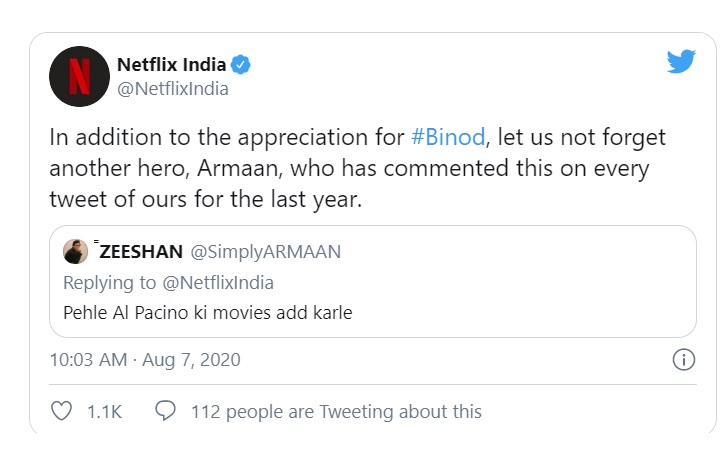 Netflix India
@NetflixIndia
In addition to the appreciation for #Binod, let us not forget
another hero, Armaan, who has commented this on every
tweet of ours for the last year.
⁼ZEESHAN @SimplyARMAAN
Replying to @NetflixIndia
Pehle Al Pacino ki movies add karle
10:03 AM · Aug 7, 2020
1.1K 112 people are Tweeting about this